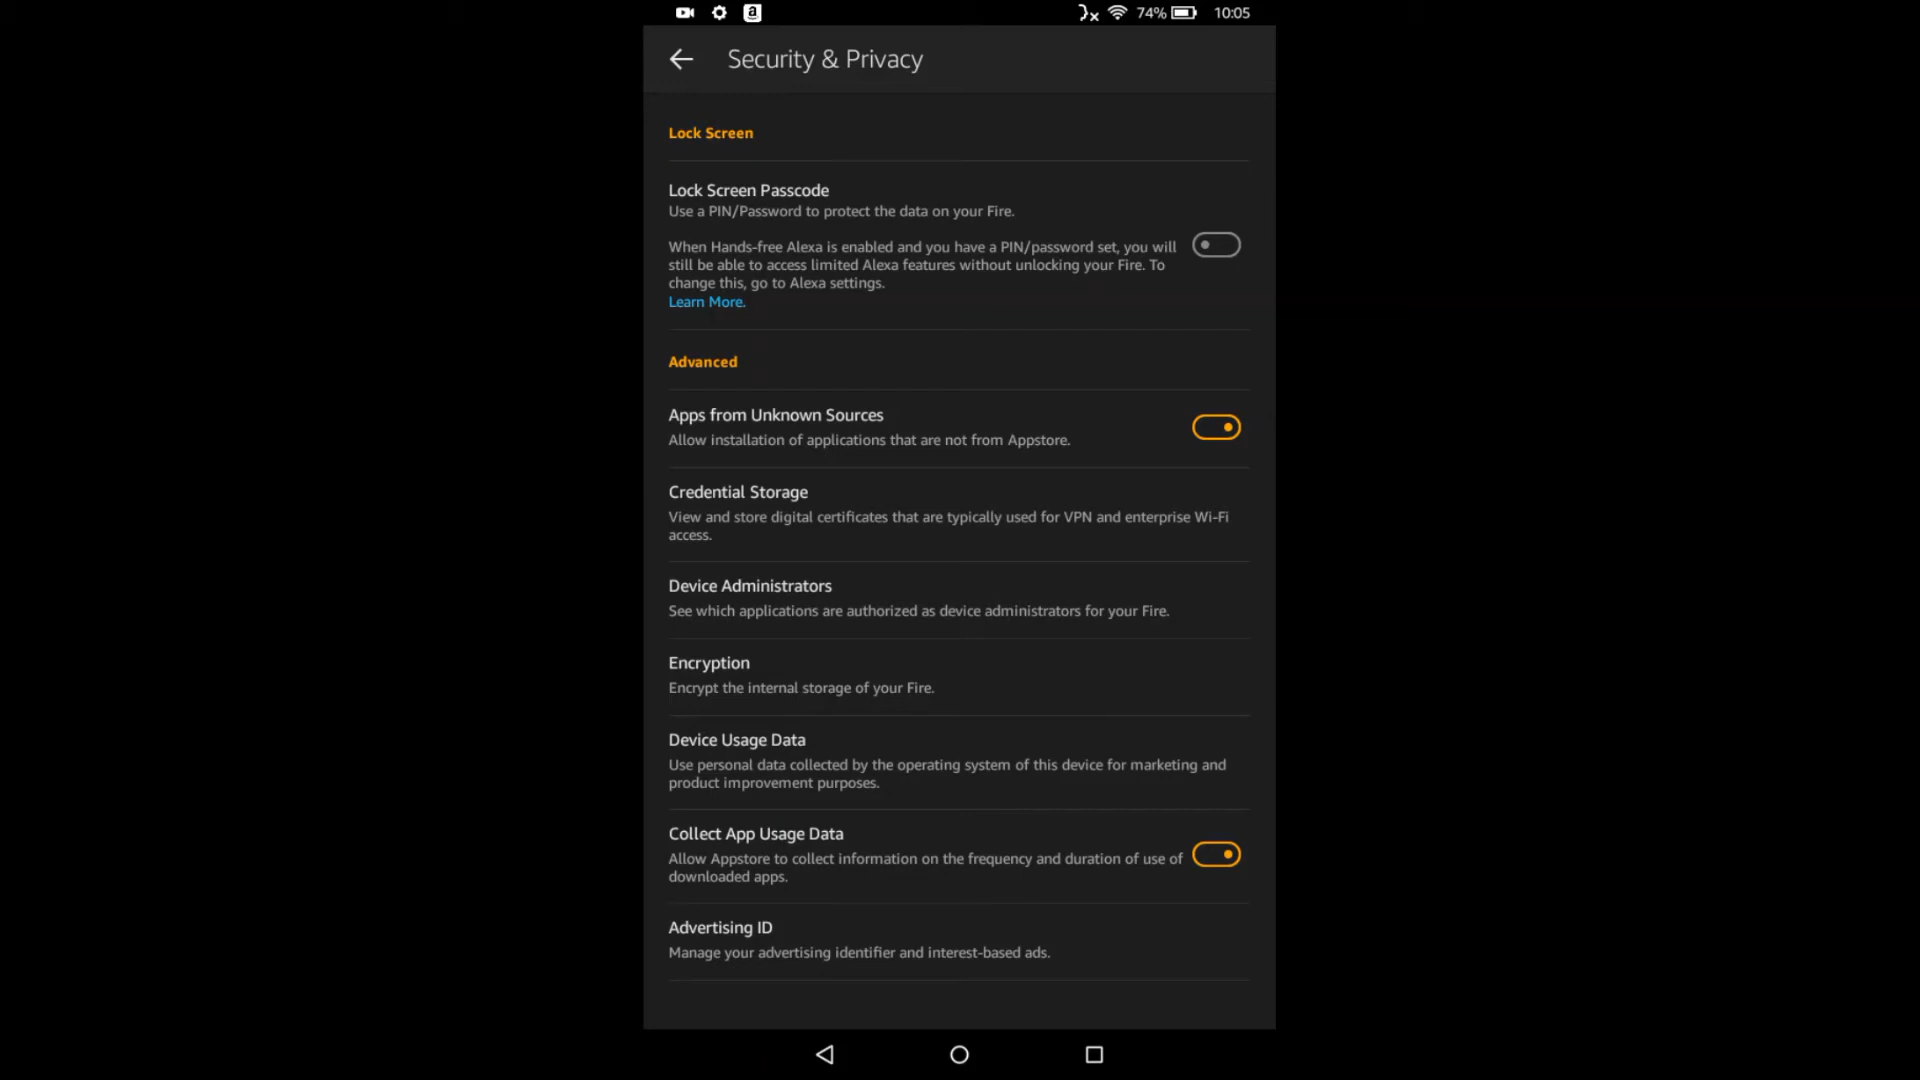 74% 10:05
Security & Privacy
Lock Screen
Lock Screen Passcode
Use a PIN/Password to protect the data on your Fire.
When Hands-free Alexa is enabled and you have a PIN/password set, you will
still be able to access limited Alexa features without unlocking your Fire. To
change this, go to Alexa settings.
Learn More.
Advanced
Apps from Unknown Sources
Allow installation of applications that are not from Appstore.
Credential Storage
View and store digital certificates that are typically used for VPN and enterprise Wi-Fi
access.
Device Administrators
See which applications are authorized as device administrators for your Fire.
Encryption
Encrypt the internal storage of your Fire.
Device Usage Data
Use personal data collected by the operating system of this device for marketing and
product improvement purposes.
Collect App Usage Data
Allow Appstore to collect information on the frequency and duration of use of
downloaded apps.
Advertising ID
Manage your advertising identifier and interest-based ads.